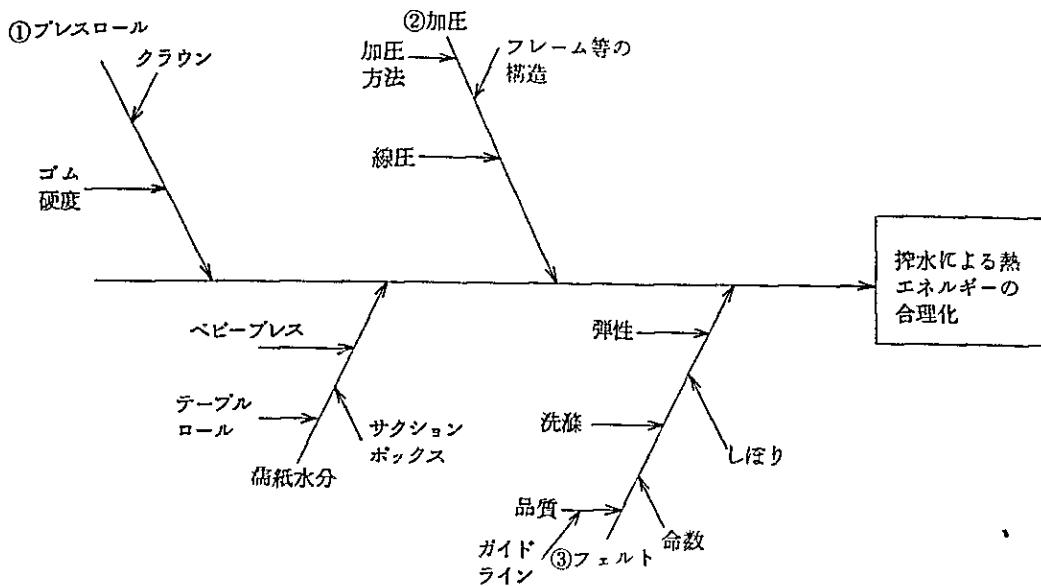 ①プレスロール
クラウン
ゴム
硬度
②加圧
加圧
方法
フレーム等の
構造
線圧
搾水による熱
エネルギーの
合理化
ベビープレス
テーブル
ロール
サクション
ボックス
湿紙水分
弾性
洗滌
しぼり
品質
ガイド
ライン
③フェルト
命数